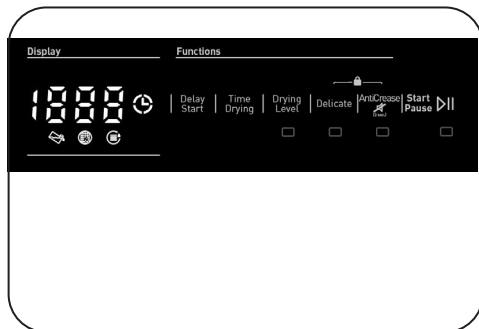 Display
Functions
1888
Delay
Start
Time
Drying
Drying
Level
Delicate
AntiCrease
Start
Pause